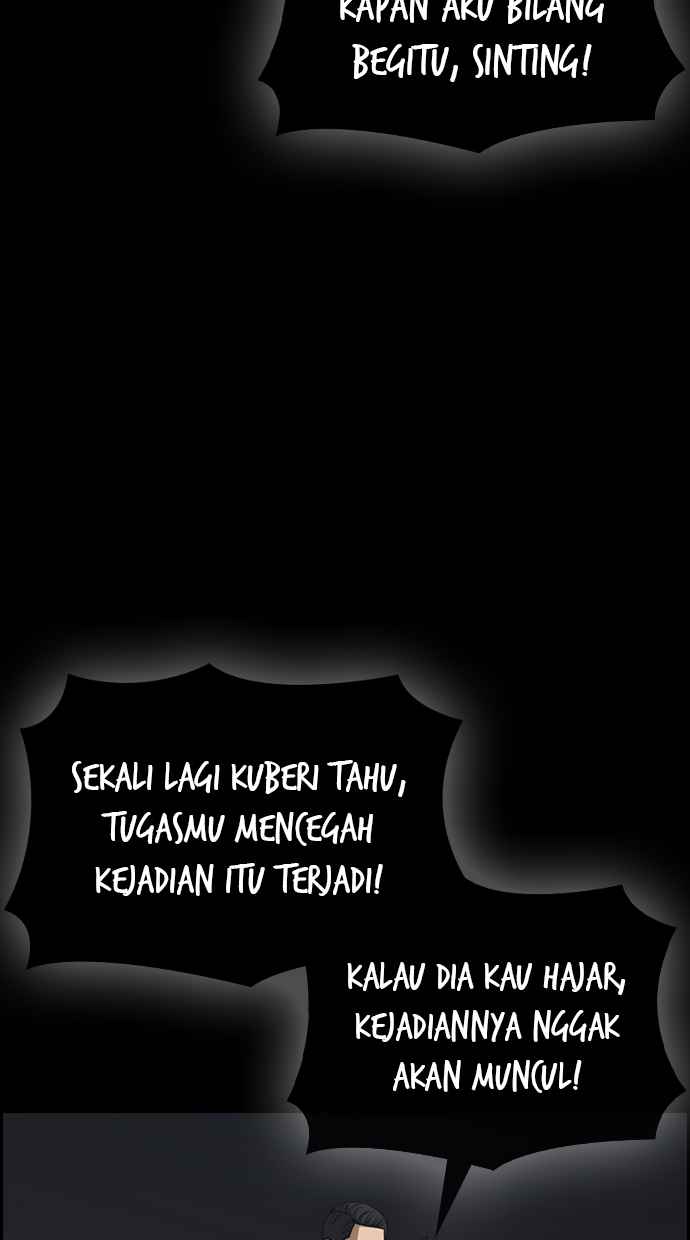 KAPAN AKU BILANG
BEGITU, SINTING!
SEKALI LAGI KUBERI TAHU,
TUGASMU MENCEGAH
KEJADIAN ITU TERJADI!
KALAU DIA KAU HAJAR,
KEJADIANNYA NGGAK
AKAN MUNCUL!